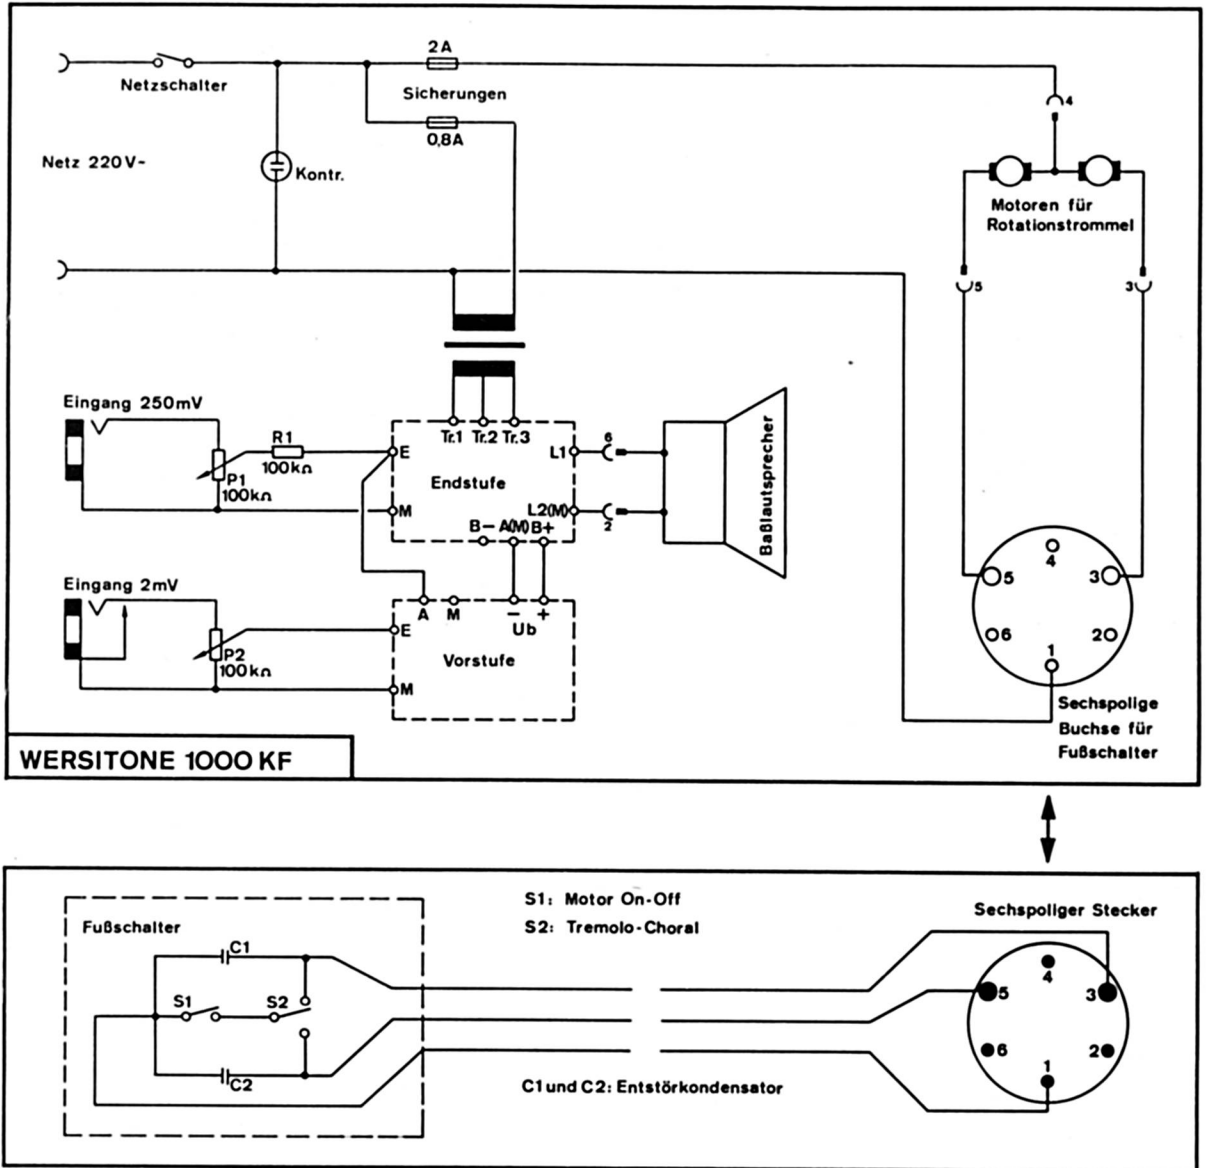 2A
Netzschalter
Sicherungen
0,8A
4
Netz 220V~
Kontr.
Motoren für
Rotationstrommel
5
3
Eingang 250mV
R1
100kΩ
P1
100kΩ
Tr.1 Tr.2 Tr.3
E
L1
6
Endstufe
M
L2(M)
2
B- A(M) B+
Baßlautsprecher
Eingang 2mV
A M - +
Ub
E
P2
100kΩ
Vorstufe
M
4
5
3
6
2
1
Sechspolige
Buchse für
Fußschalter
WERSITONE 1000 KF
S1: Motor On-Off
S2: Tremolo-Choral
Sechspoliger Stecker
Fußschalter
C1
S1
S2
C2
4
5
3
6
2
1
C1 und C2: Entstörkondensator